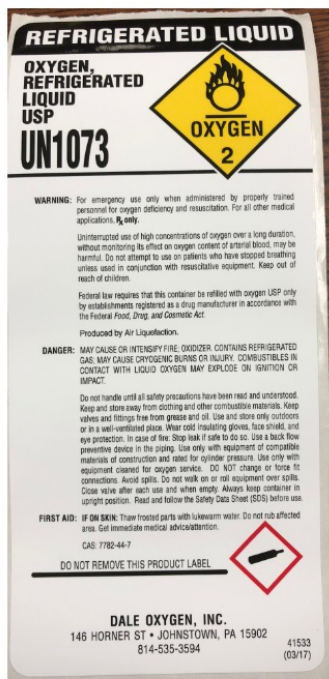 REFRIGERATED LIQUID
OXYGEN,
REFRIGERATED
LIQUID
USP
UN1073
OXYGEN
2
WARNING: For emergency use only when administered by properly trained
personnel for oxygen deficiency and resuscitation. For all other medical
applications, ℞ only.
Uninterrupted use of high concentrations of oxygen over a long duration,
without monitoring its effect on oxygen content of arterial blood, may be
harmful. Do not attempt to use on patients who have stopped breathing
unless used in conjunction with resuscitative equipment. Keep out of
reach of children.
Federal law requires that this container be refilled with oxygen USP only
by establishments registered as a drug manufacturer in accordance with
the Federal Food, Drug, and Cosmetic Act.
Produced by Air Liquefaction.
DANGER: MAY CAUSE OR INTENSIFY FIRE; OXIDIZER. CONTAINS REFRIGERATED
GAS; MAY CAUSE CRYOGENIC BURNS OR INJURY. COMBUSTIBLES IN
CONTACT WITH LIQUID OXYGEN MAY EXPLODE ON IGNITION OR
IMPACT.
Do not handle until all safety precautions have been read and understood.
Keep and store away from clothing and other combustible materials. Keep
valves and fittings free from grease and oil. Use and store only outdoors
or in a well-ventilated place. Wear cold insulating gloves, face shield, and
eye protection. In case of fire: Stop leak if safe to do so. Use a back flow
preventive device in the piping. Use only with equipment of compatible
materials of construction and rated for cylinder pressure. Use only with
equipment cleaned for oxygen service. DO NOT change or force fit
connections. Avoid spills. Do not walk on or roll equipment over spills.
Close valve after each use and when empty. Always keep container in
upright position. Read and follow the Safety Data Sheet (SDS) before use.
FIRST AID: IF ON SKIN: Thaw frosted parts with lukewarm water. Do not rub affected
area. Get immediate medical advice/attention.
CAS: 7782-44-7
DO NOT REMOVE THIS PRODUCT LABEL
DALE OXYGEN, INC.
146 HORNER ST • JOHNSTOWN, PA 15902
814-535-3594
41533
(03/17)